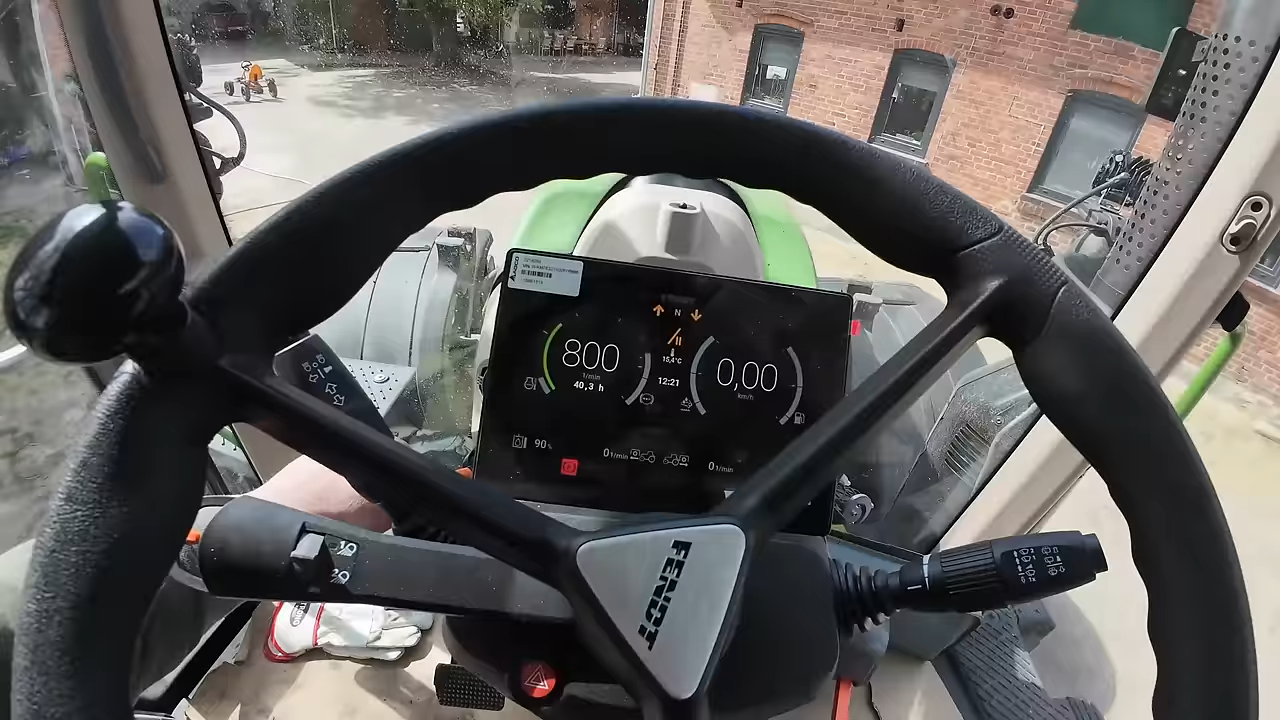 AGCO
N
800
1/min
40,3 h
15,4°C
12:21
0,00
km/h
90 %
0 1/min
0 1/min
FENDT